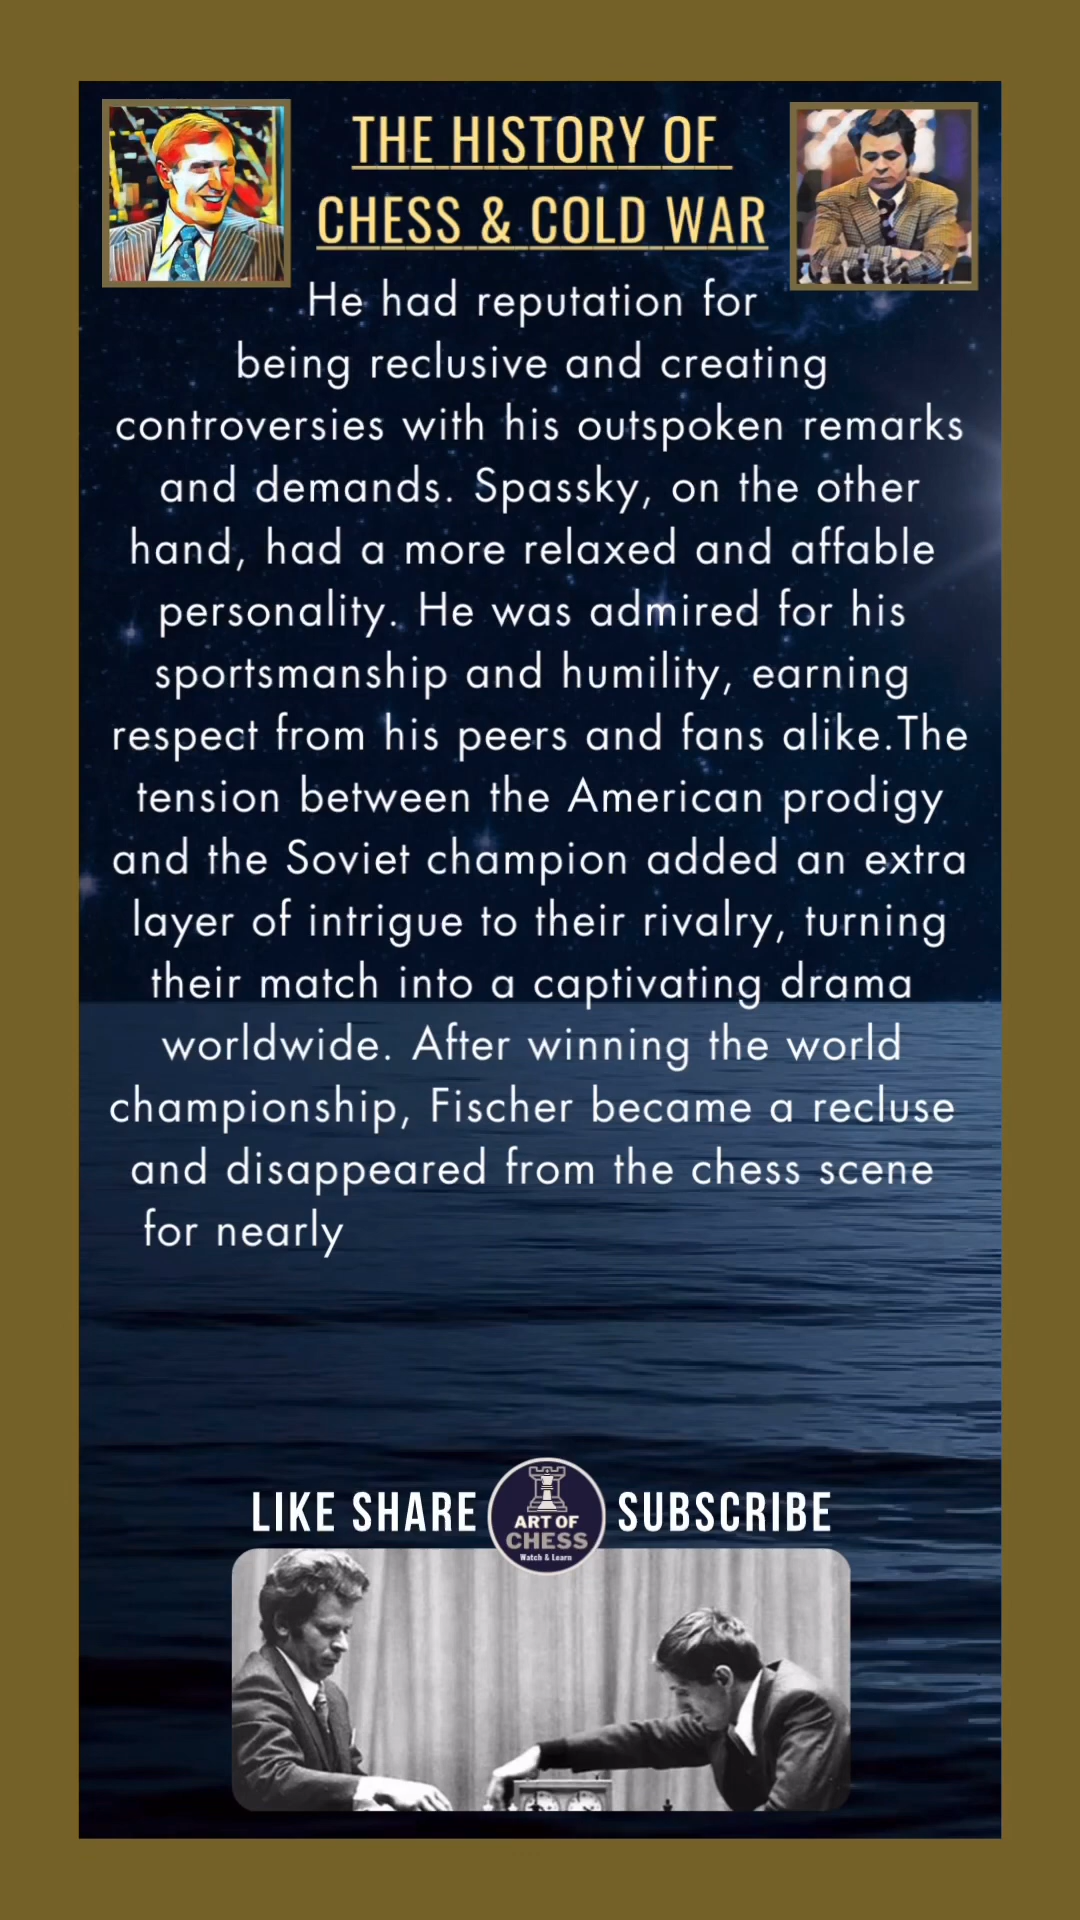 THE HISTORY OF
CHESS & COLD WAR
He had reputation for
being reclusive and creating
controversies with his outspoken remarks
and demands. Spassky, on the other
hand, had a more relaxed and affable
personality. He was admired for his
sportsmanship and humility, earning
respect from his peers and fans alike.The
tension between the American prodigy
and the Soviet champion added an extra
layer of intrigue to their rivalry, turning
their match into a captivating drama
worldwide. After winning the world
championship, Fischer became a recluse
and disappeared from the chess scene
for nearly
LIKE SHARE
ART OF
CHESS
Watch & Learn
SUBSCRIBE